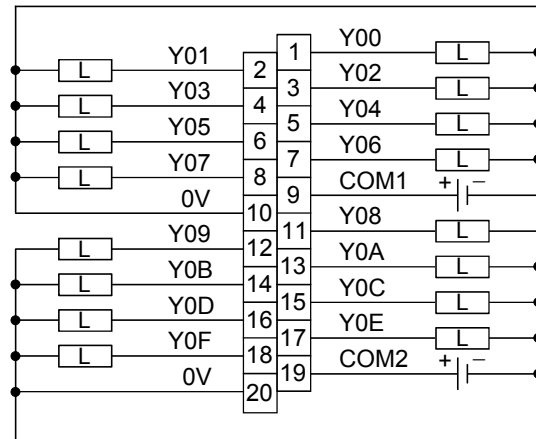 1 Y00 L
L Y01 2
3 Y02 L
L Y03 4
5 Y04 L
L Y05 6
7 Y06 L
L Y07 8
9 COM1 + −
0V 10
11 Y08 L
L Y09 12
13 Y0A L
L Y0B 14
15 Y0C L
L Y0D 16
17 Y0E L
L Y0F 18
19 COM2 + −
0V 20